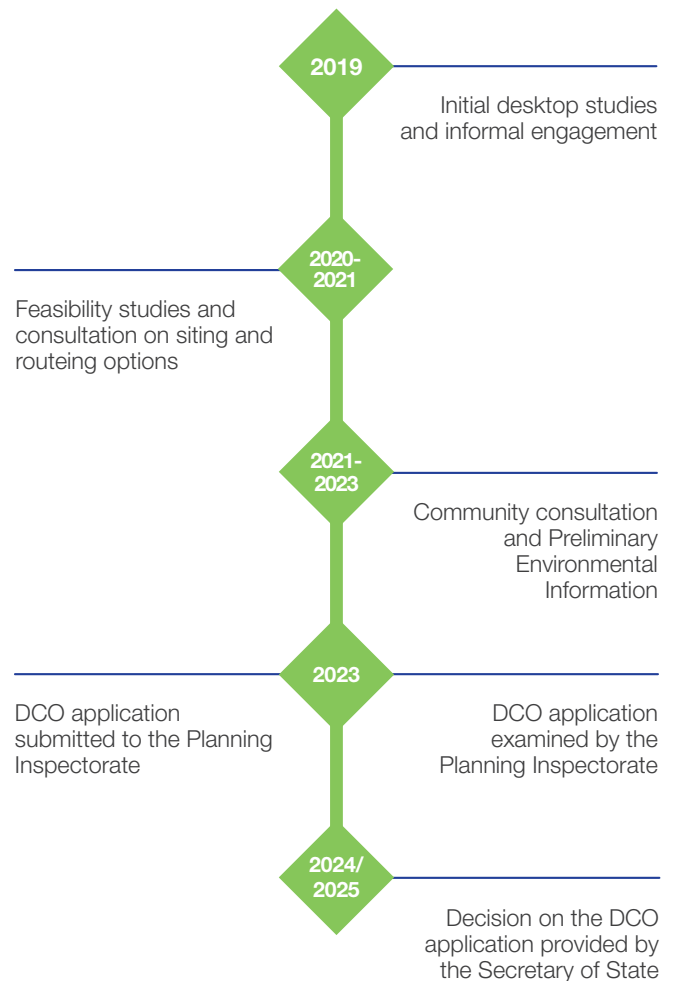 2019
Initial desktop studies
and informal engagement
2020-
2021
Feasibility studies and
consultation on siting and
routeing options
2021-
2023
Community consultation
and Preliminary
Environmental
Information
2023
DCO application
submitted to the Planning
Inspectorate
DCO application
examined by the
Planning Inspectorate
2024/
2025
Decision on the DCO
application provided by
the Secretary of State